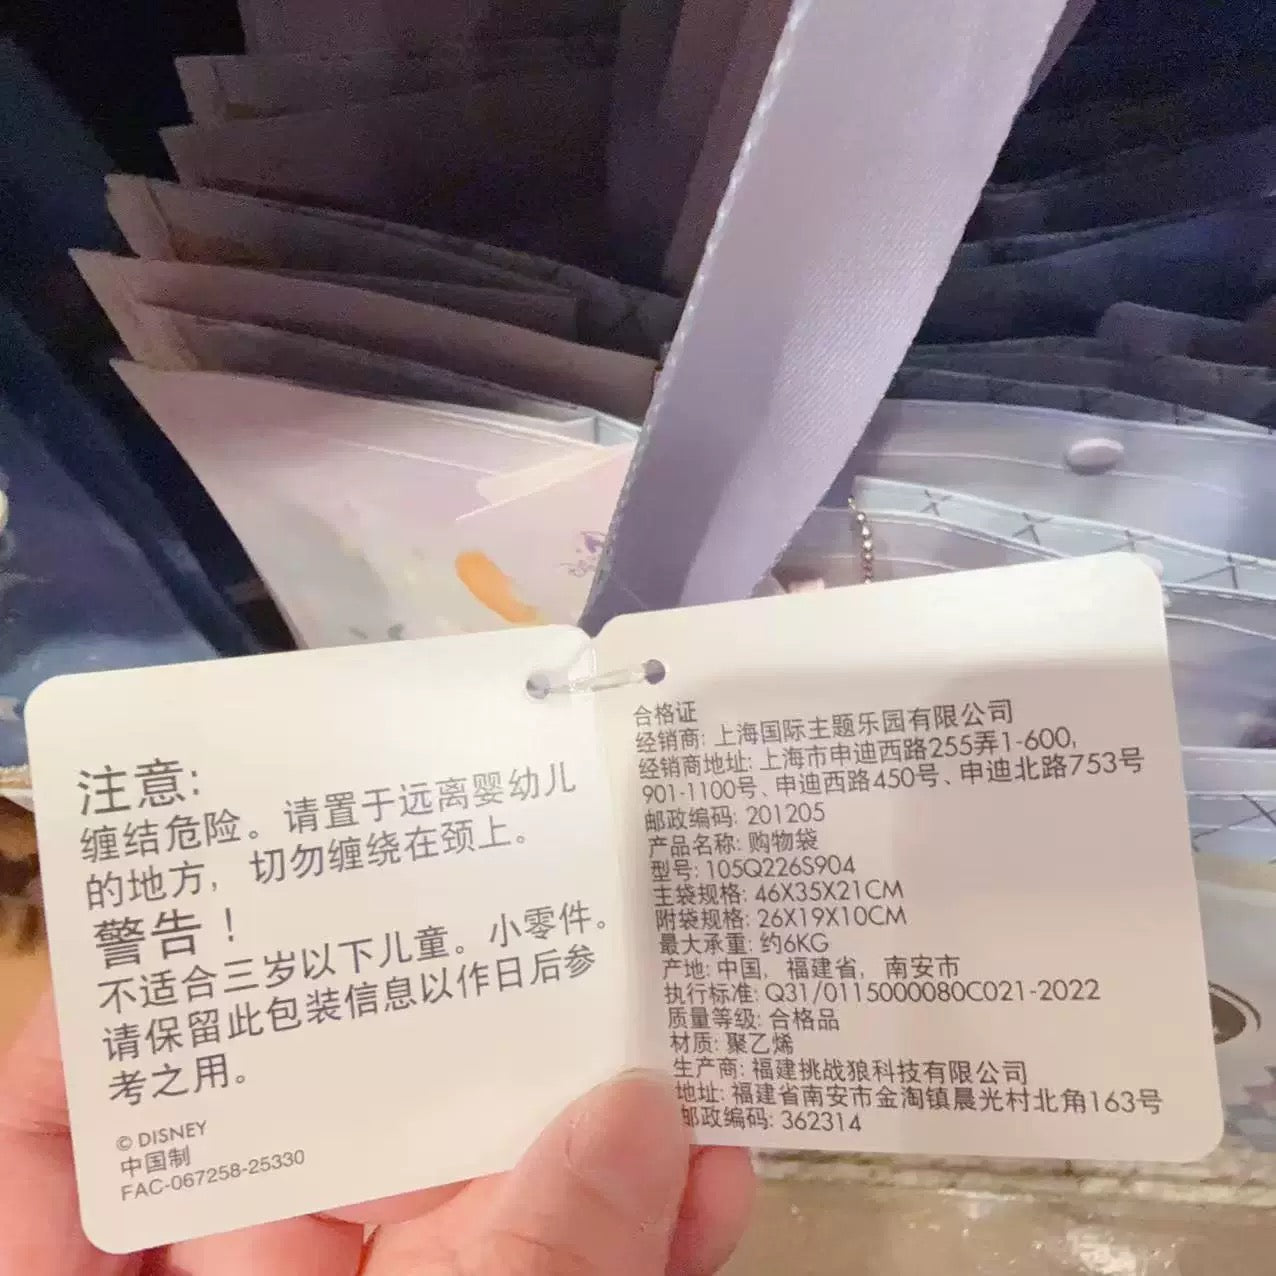 注意:
缠结危险。请置于远离婴幼儿
的地方，切勿缠绕在颈上。
警告！
不适合三岁以下儿童。小零件。
请保留此包装信息以作日后参
考之用。
© DISNEY
中国制
FAC-067258-25330
合格证
经销商: 上海国际主题乐园有限公司
经销商地址: 上海市申迪西路255弄1-600,
901-1100号、申迪西路450号、申迪北路753号
邮政编码: 201205
产品名称: 购物袋
型号: 105Q226S904
主袋规格: 46X35X21CM
附袋规格: 26X19X10CM
最大承重: 约6KG
产地: 中国，福建省，南安市
执行标准: Q31/0115000080C021-2022
质量等级: 合格品
材质: 聚乙烯
生产商: 福建挑战狼科技有限公司
地址: 福建省南安市金淘镇晨光村北角163号
邮政编码: 362314